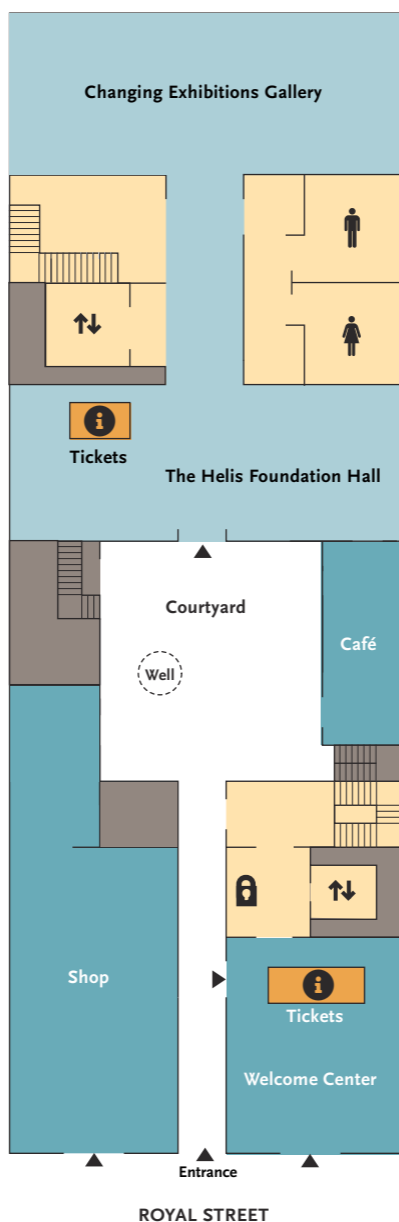 Changing Exhibitions Gallery
Tickets
The Helis Foundation Hall
Courtyard
Café
Well
Shop
Tickets
Welcome Center
Entrance
ROYAL STREET